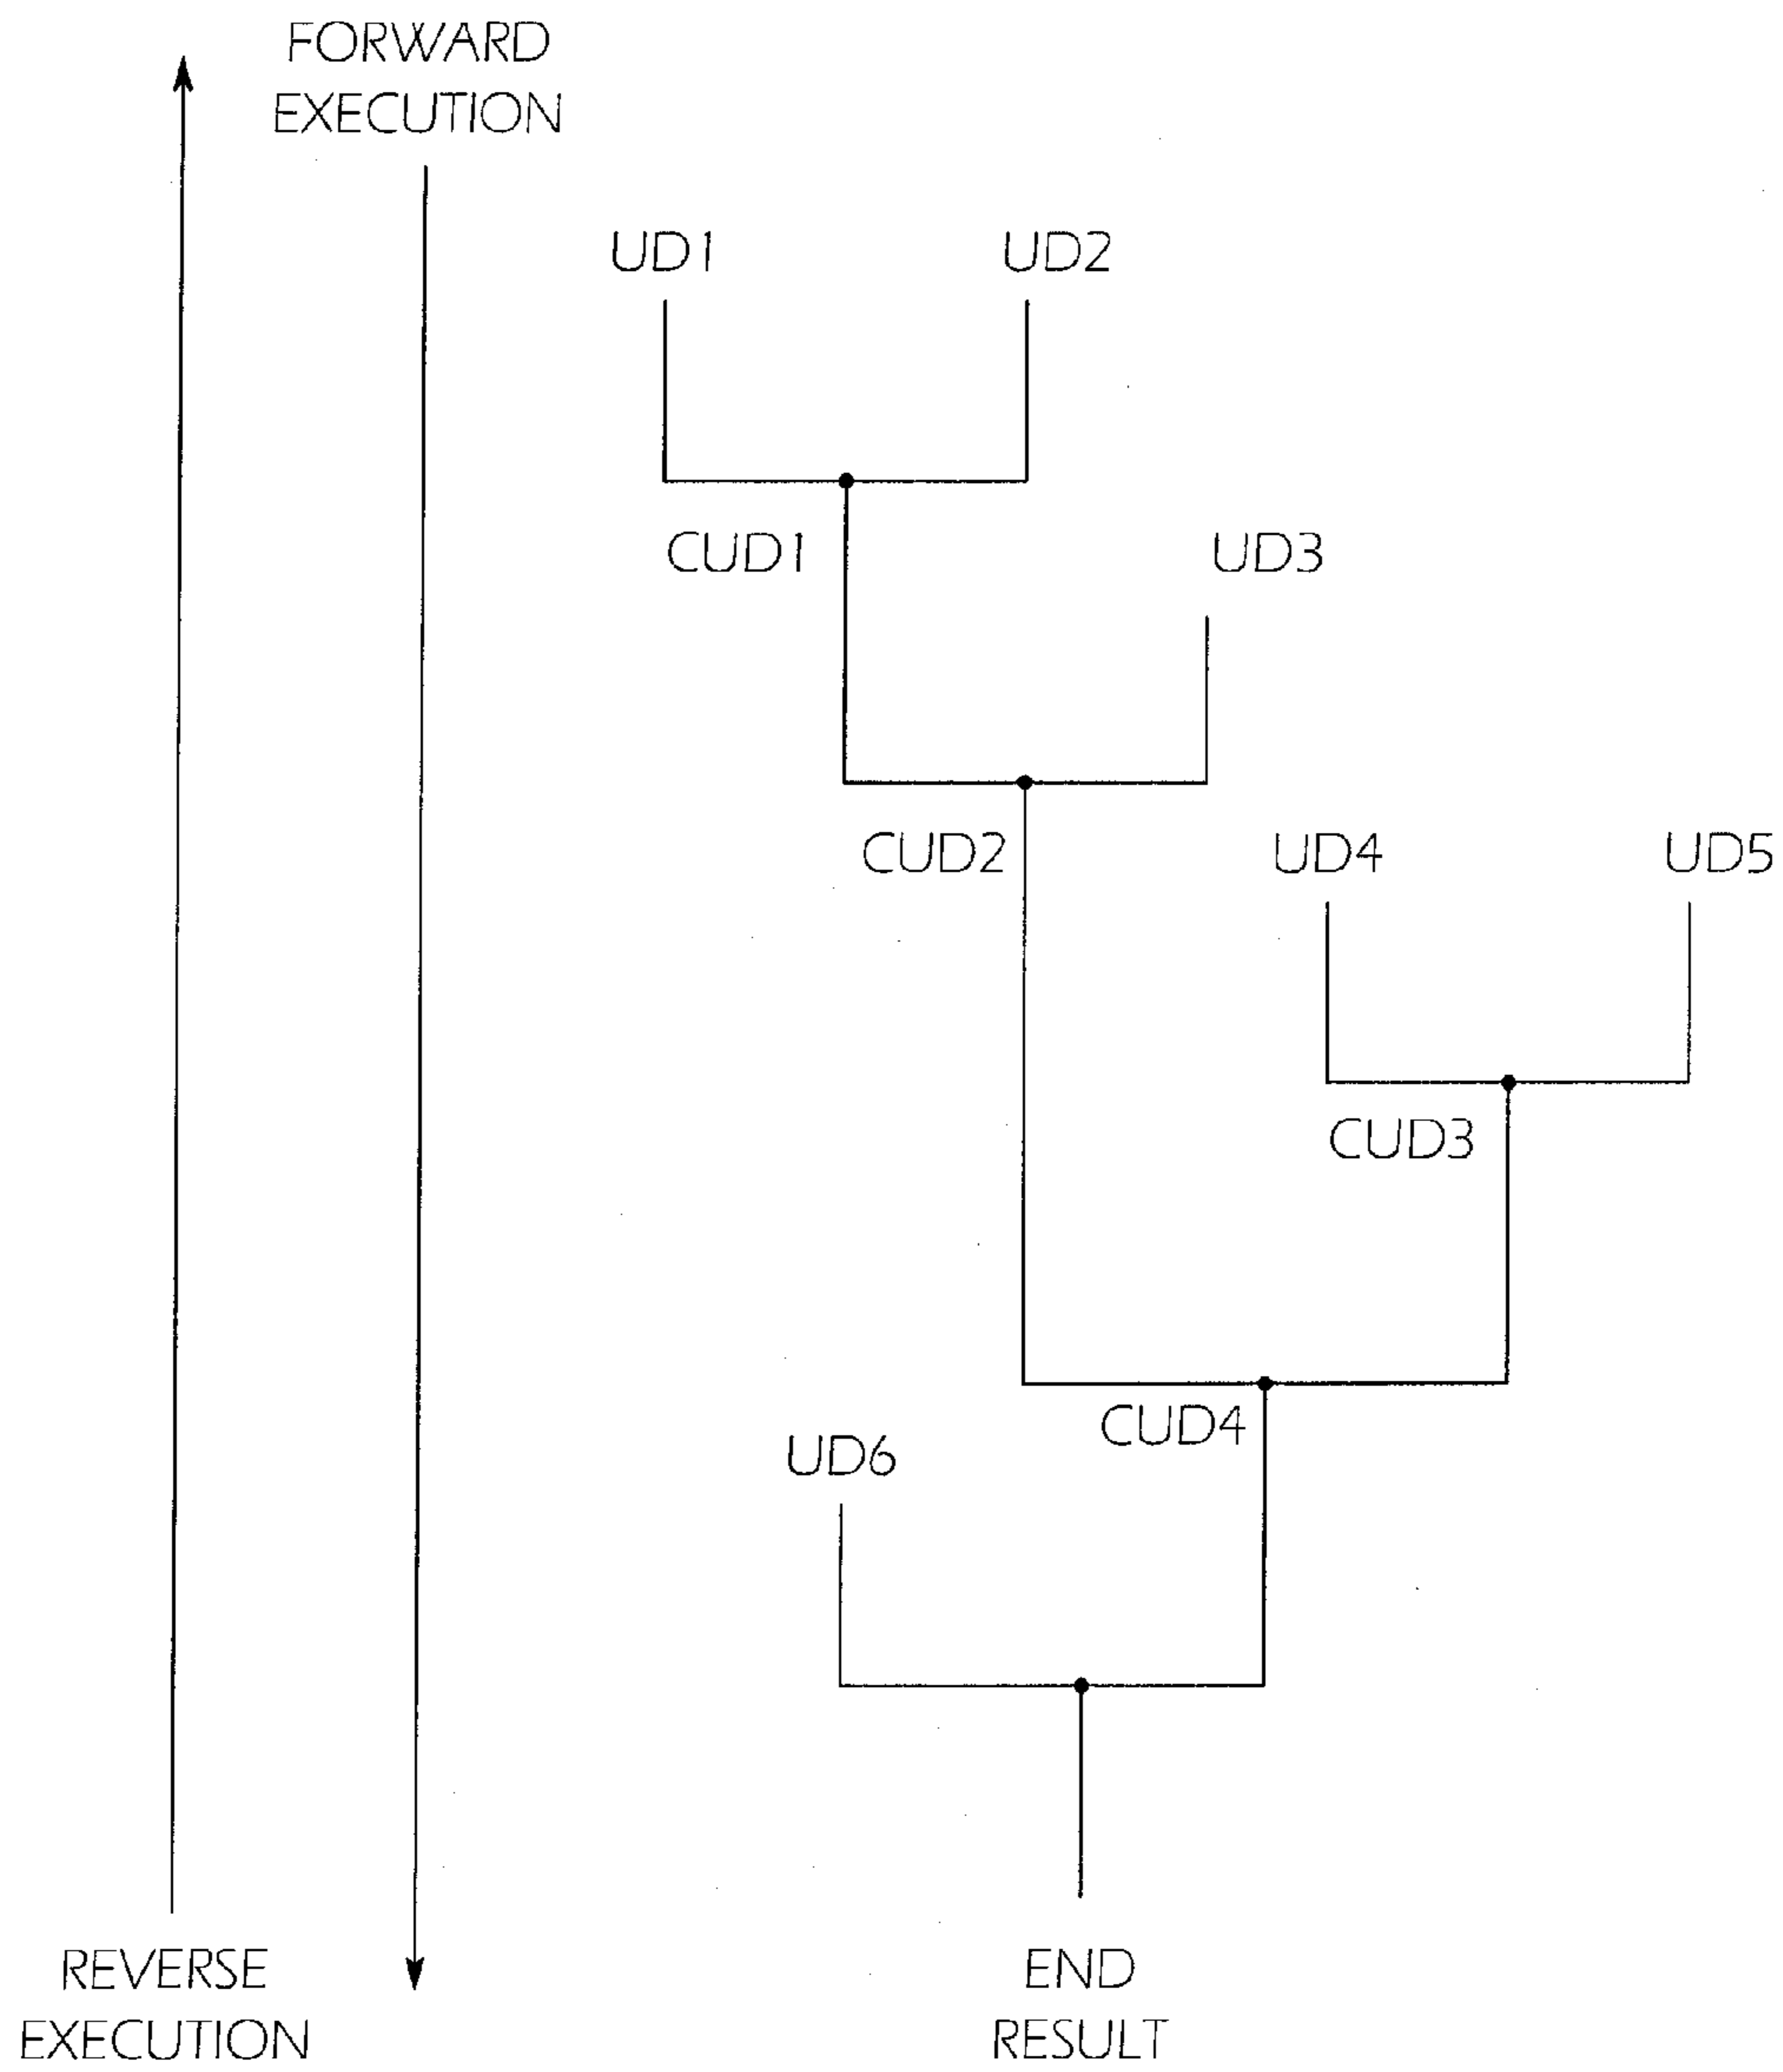 FORWARD
EXECUTION
UD1
UD2
CUD1
UD3
CUD2
UD4
UD5
CUD3
CUD4
UD6
REVERSE
EXECUTION
END
RESULT